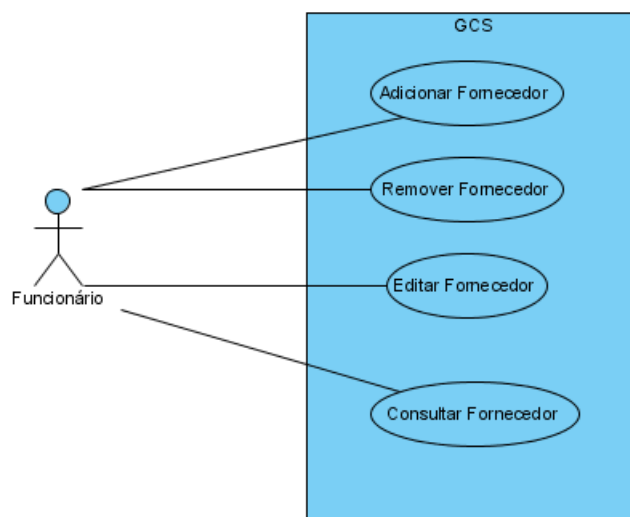 GCS
Adicionar Fornecedor
Remover Fornecedor
Editar Fornecedor
Funcionário
Consultar Fornecedor